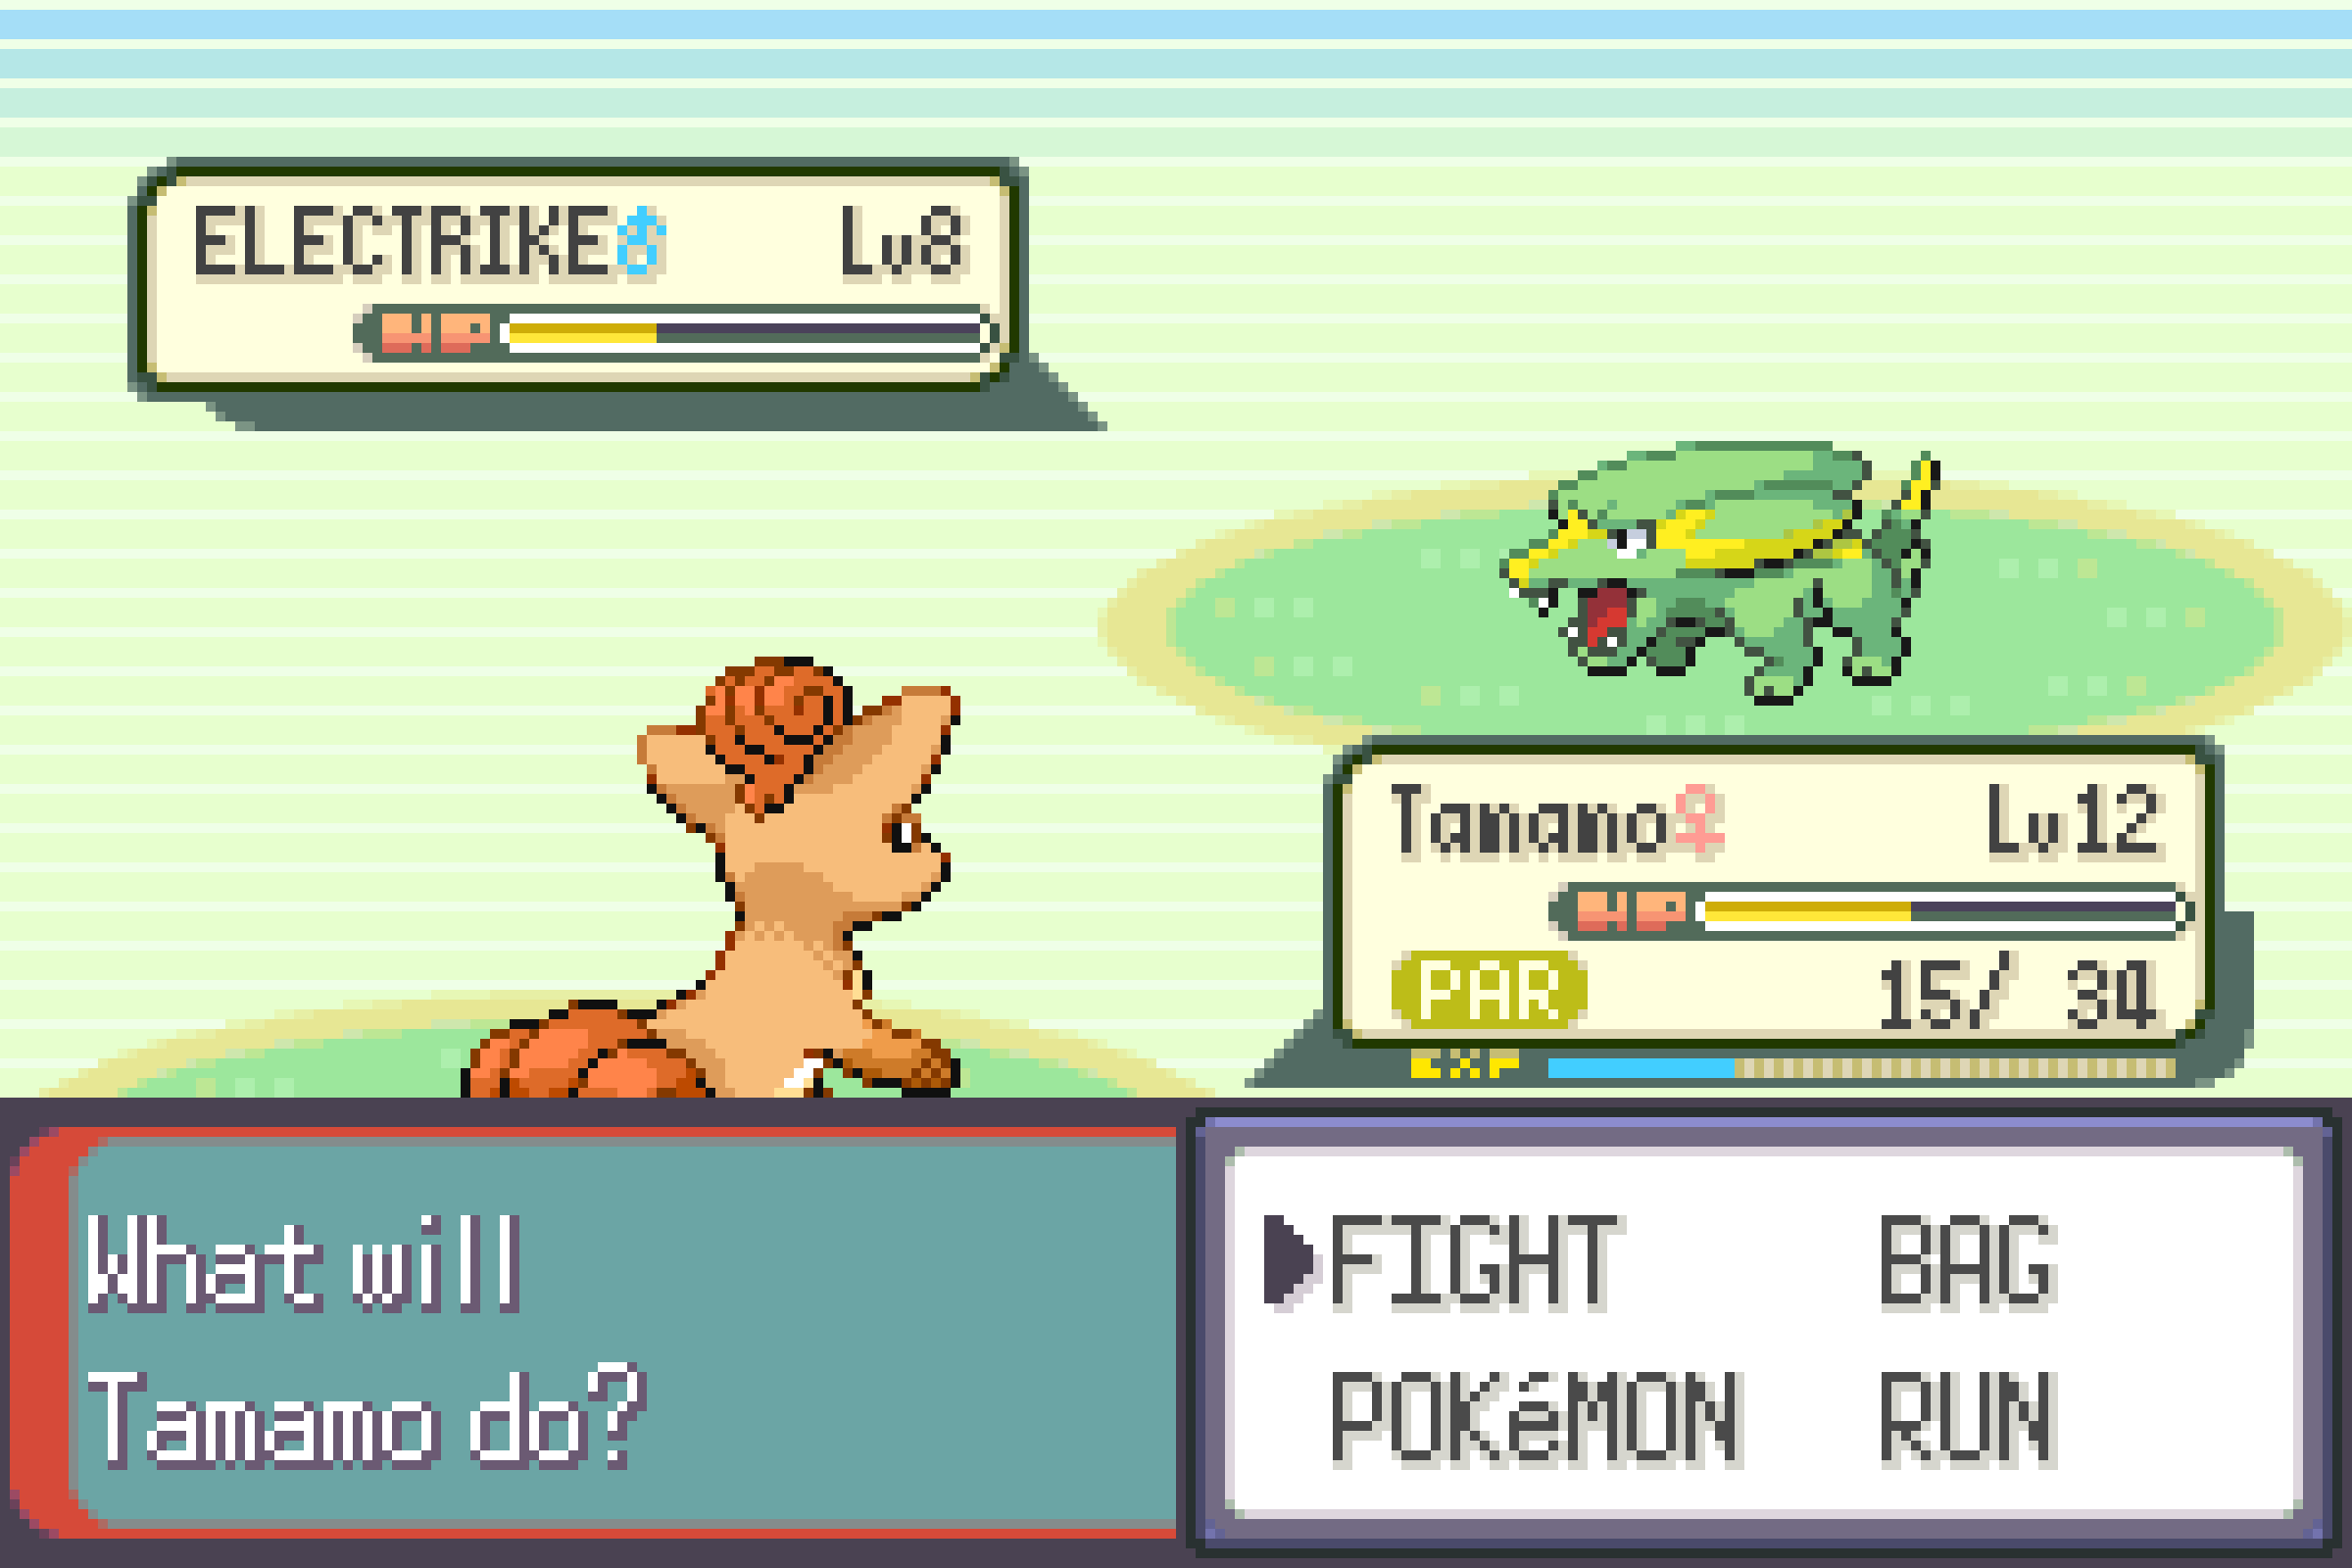 ELECTRIKE♂ Lv8
HP
Tamamo♀ Lv12
HP
PAR 15/ 34
EXP
What will
Tamamo do?
FIGHT BAG
POKéMON RUN